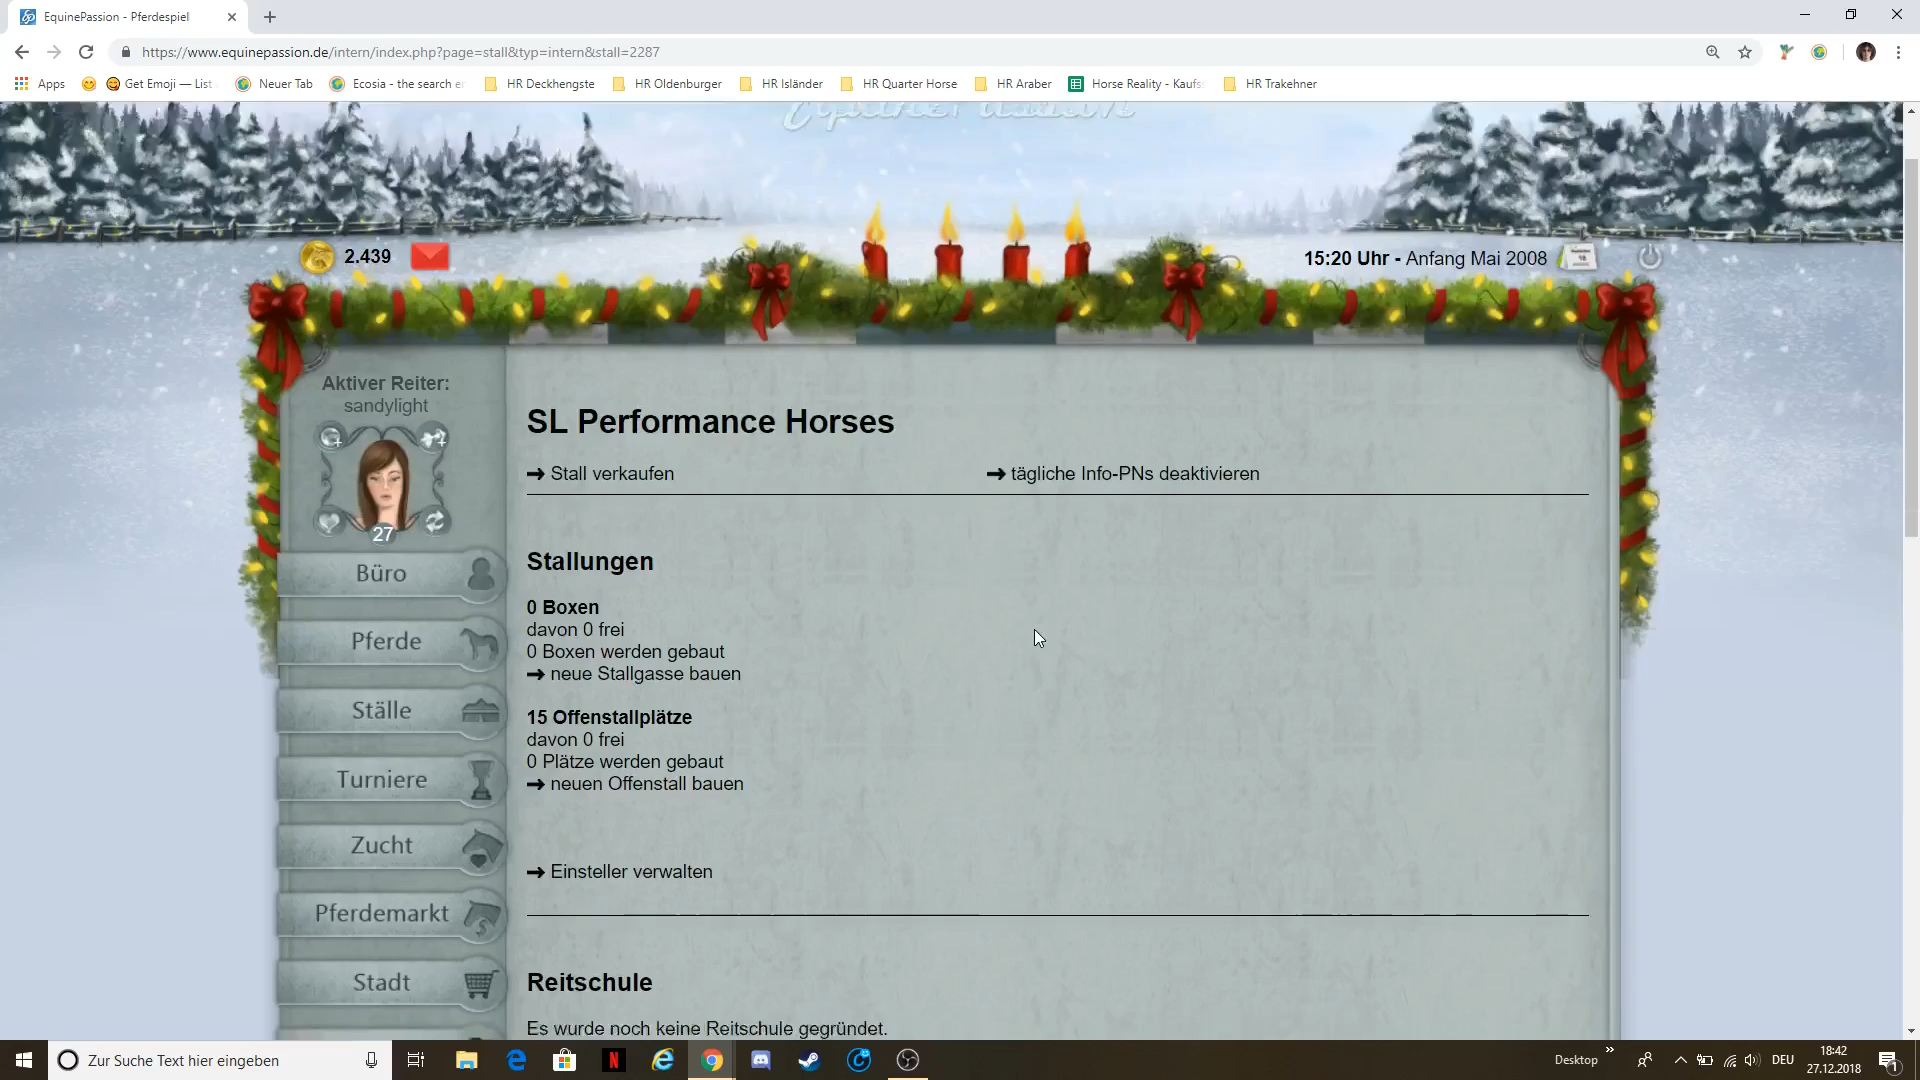 EquinePassion - Pferdespiel
https://www.equinepassion.de/intern/index.php?page=stall&typ=intern&stall=2287
Apps
Get Emoji — List
Neuer Tab
Ecosia - the search e
HR Deckhengste
HR Oldenburger
HR Isländer
HR Quarter Horse
HR Araber
Horse Reality - Kaufs
HR Trakehner
2.439
15:20 Uhr - Anfang Mai 2008
Aktiver Reiter:
sandylight
27
Büro
Pferde
Ställe
Turniere
Zucht
Pferdemarkt
Stadt
SL Performance Horses
Stall verkaufen
tägliche Info-PNs deaktivieren
Stallungen
0 Boxen
davon 0 frei
0 Boxen werden gebaut
neue Stallgasse bauen
15 Offenstallplätze
davon 0 frei
0 Plätze werden gebaut
neuen Offenstall bauen
Einsteller verwalten
Reitschule
Es wurde noch keine Reitschule gegründet.
Zur Suche Text hier eingeben
Desktop
DEU
18:42
27.12.2018
1